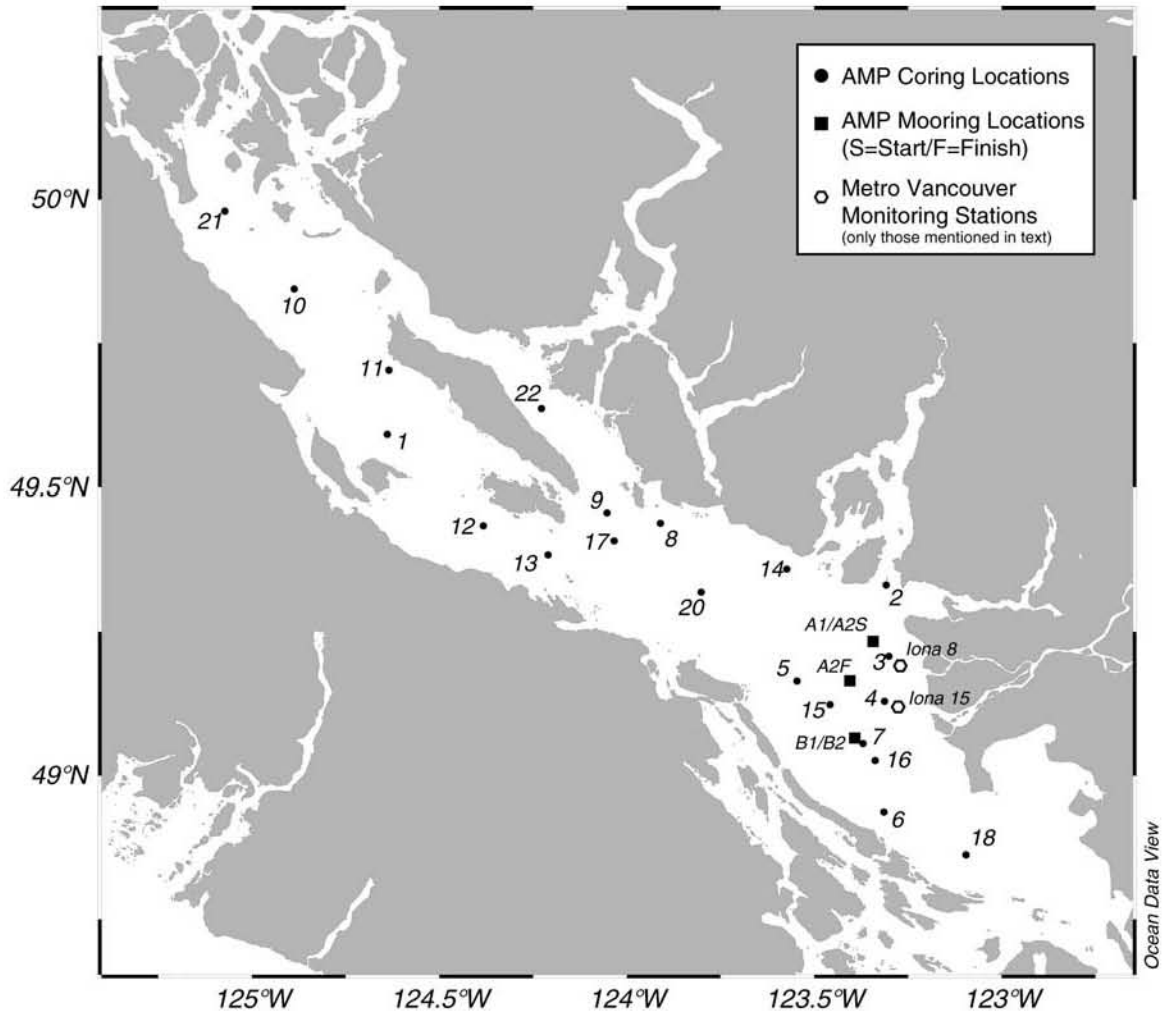 AMP Coring Locations
AMP Mooring Locations
(S=Start/F=Finish)
Metro Vancouver
Monitoring Stations
(only those mentioned in text)
50°N
21
10
11
22
1
49.5°N
9
12
17
8
13
14
20
2
A1/A2S
3
Iona 8
5
A2F
4
Iona 15
15
B1/B2
7
16
49°N
6
18
125°W
124.5°W
124°W
123.5°W
123°W
Ocean Data View